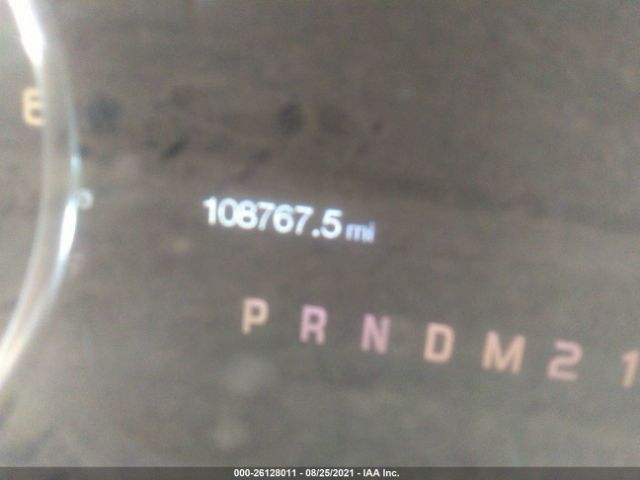 E
108767.5 mi
P R N D M 2 1
000-26128011 - 08/25/2021 - IAA Inc.